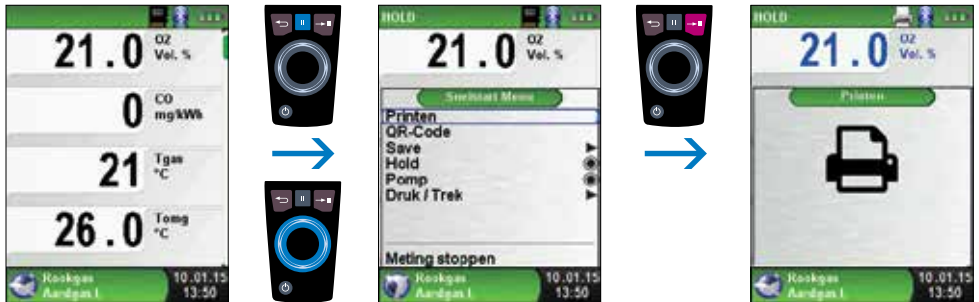 21.0 O2 Vol. %
0 CO mg/kWh
21 Tgas °C
26.0 Tomg °C
Rookgas 10.01.15
Aardgas L 13:50
HOLD
21.0 O2 Vol. %
Snelstart Menu
Printen
QR-Code
Save
Hold
Pomp
Druk / Trek
Meting stoppen
Rookgas 10.01.15
Aardgas L 13:50
HOLD
21.0 O2 Vol. %
Printen
Rookgas 10.01.15
Aardgas L 13:50